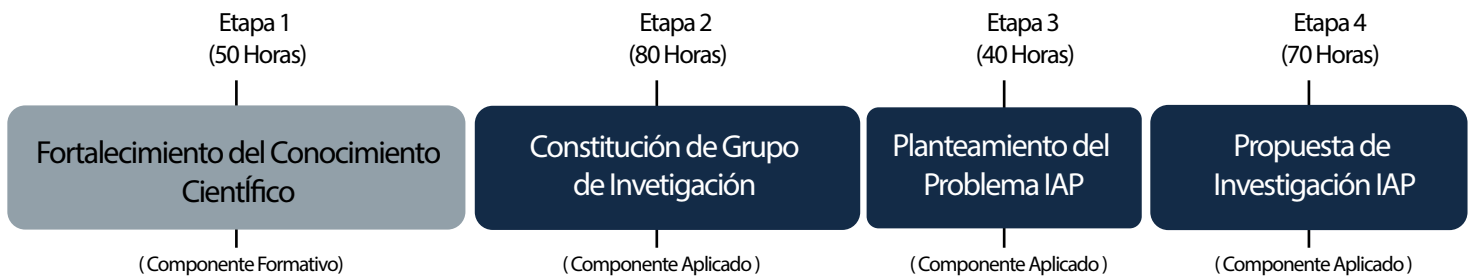 Etapa 1
(50 Horas)
Fortalecimiento del Conocimiento
Científico
( Componente Formativo)
Etapa 2
(80 Horas)
Constitución de Grupo
de Invetigación
( Componente Aplicado )
Etapa 3
(40 Horas)
Planteamiento del
Problema IAP
( Componente Aplicado )
Etapa 4
(70 Horas)
Propuesta de
Investigación IAP
( Componente Aplicado )